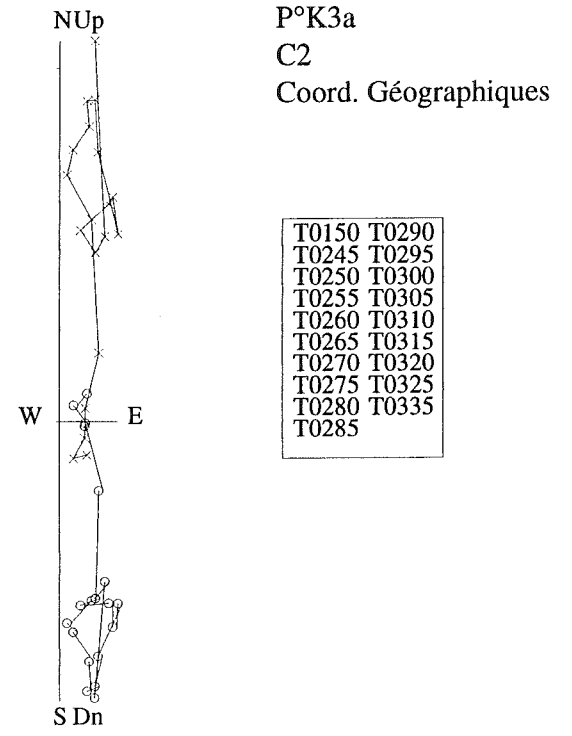 NUp
P°K3a
C2
Coord. Géographiques
T0150 T0290
T0245 T0295
T0250 T0300
T0255 T0305
T0260 T0310
T0265 T0315
T0270 T0320
T0275 T0325
T0280 T0335
T0285
W E
S Dn